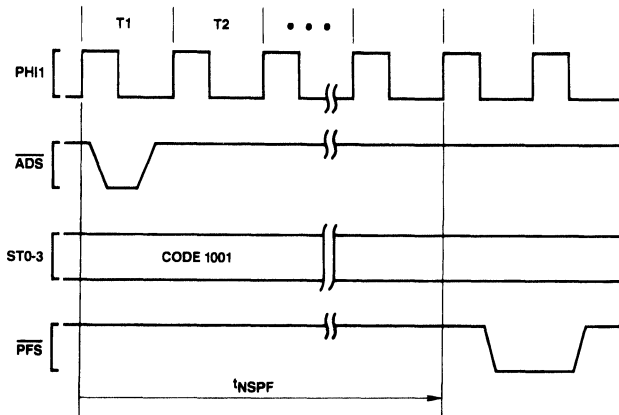 T1 T2 • • •
PHI1
ADS
ST0-3 CODE 1001
PFS
tNSPF